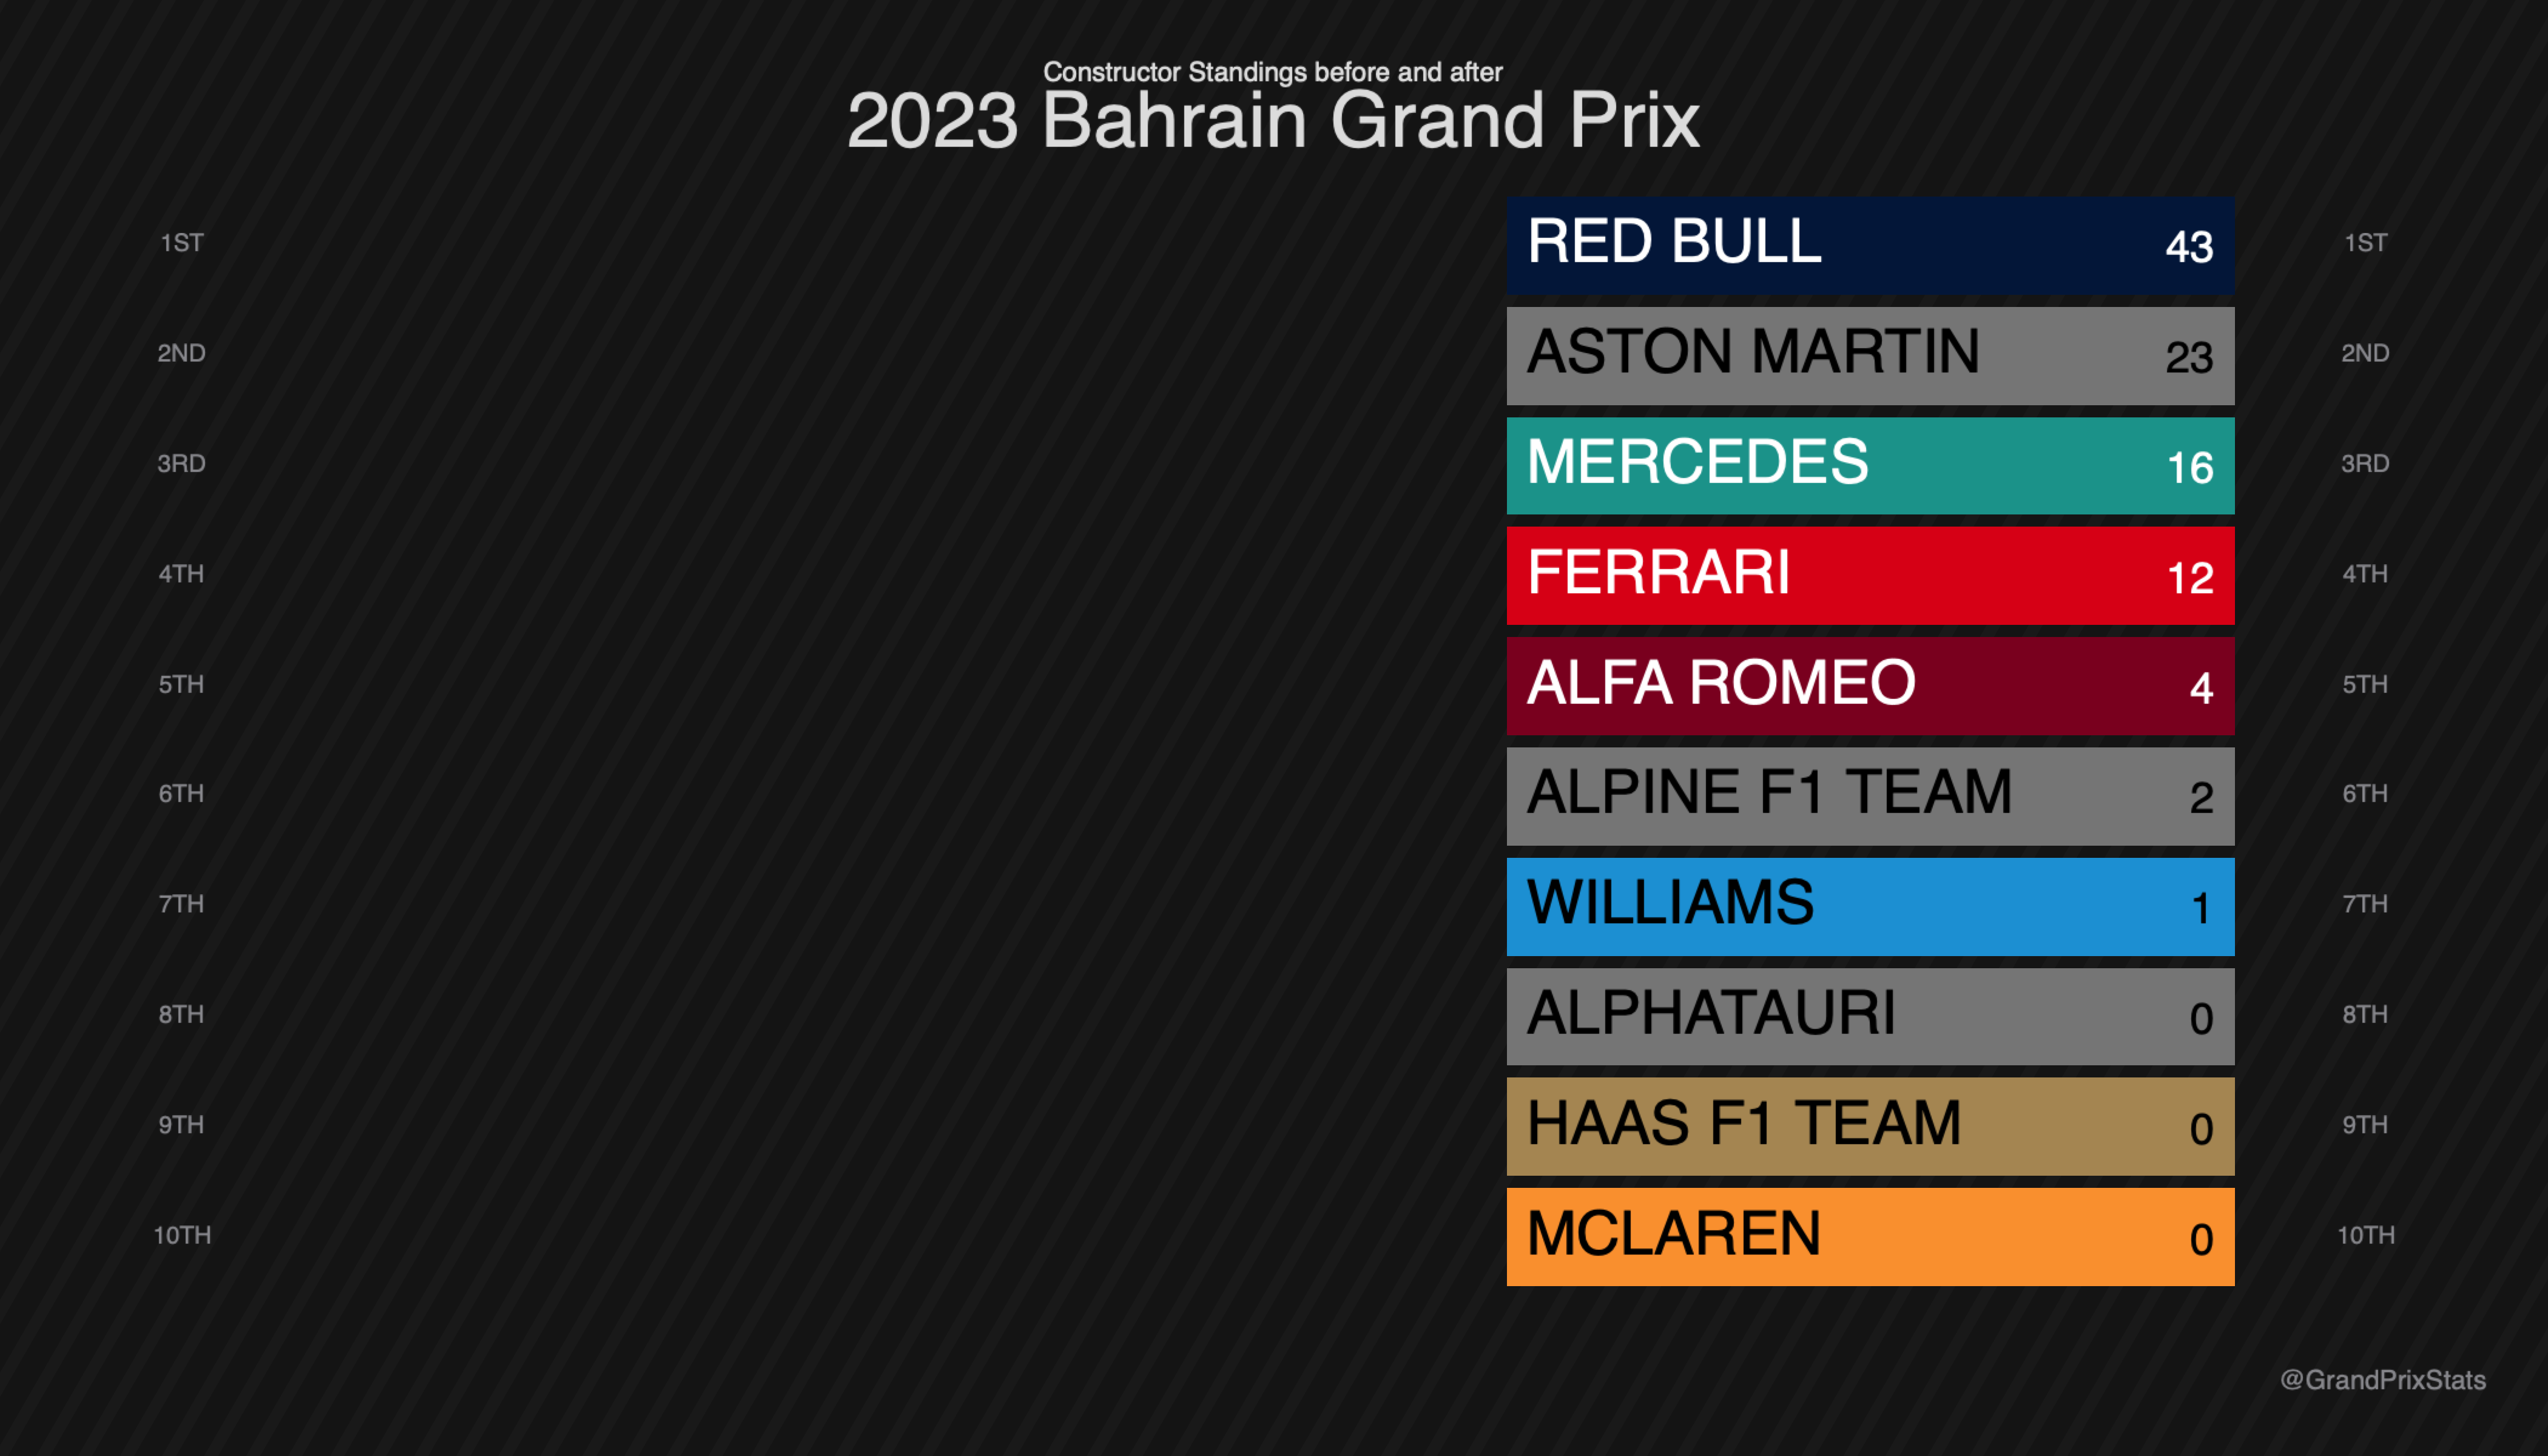 Constructor Standings before and after
2023 Bahrain Grand Prix
1ST RED BULL 43 1ST
2ND ASTON MARTIN 23 2ND
3RD MERCEDES 16 3RD
4TH FERRARI 12 4TH
5TH ALFA ROMEO 4 5TH
6TH ALPINE F1 TEAM 2 6TH
7TH WILLIAMS 1 7TH
8TH ALPHATAURI 0 8TH
9TH HAAS F1 TEAM 0 9TH
10TH MCLAREN 0 10TH
@GrandPrixStats